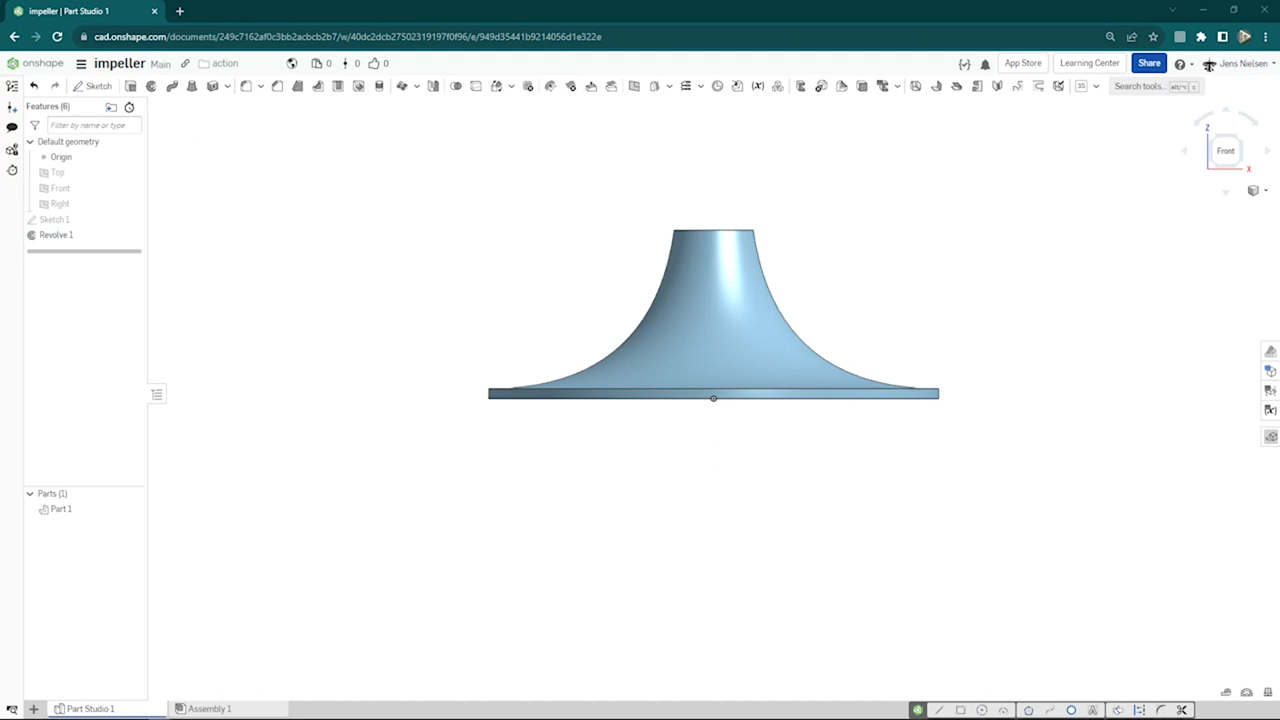 impeller | Part Studio 1
cad.onshape.com/documents/249c7162af0c3bb2acbcb2b7/w/40dc2dcb27502319197f0f96/e/949d35441b9214056d1e322e
onshape impeller Main action 0 0 0 App Store Learning Center Share Jens Nielsen
Sketch Search tools... alt/⌥ c
Features (6)
Filter by name or type
Default geometry
Origin
Top
Front
Right
Sketch 1
Revolve 1
Z
Front
X
Parts (1)
Part 1
Part Studio 1 Assembly 1